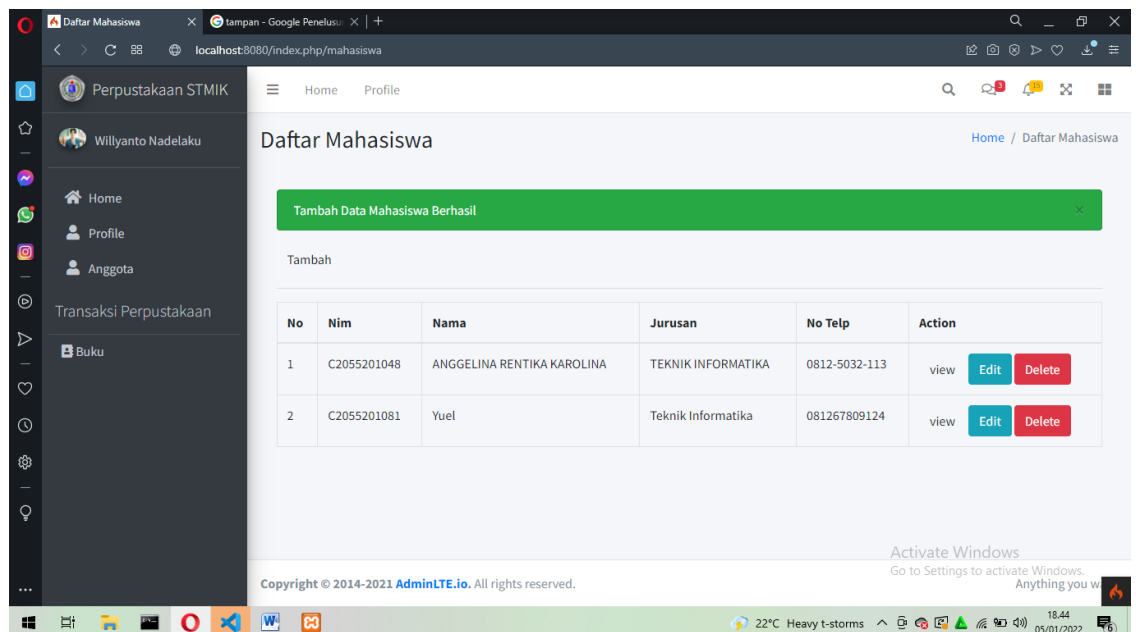 Daftar Mahasiswa
tampan - Google Penelusu
localhost:8080/index.php/mahasiswa
Perpustakaan STMIK
Home Profile
3
15
Willyanto Nadelaku
Daftar Mahasiswa
Home / Daftar Mahasiswa
Home
Profile
Anggota
Transaksi Perpustakaan
Buku
Tambah Data Mahasiswa Berhasil ×
Tambah
No Nim Nama Jurusan No Telp Action
1 C2055201048 ANGGELINA RENTIKA KAROLINA TEKNIK INFORMATIKA 0812-5032-113 view Edit Delete
2 C2055201081 Yuel Teknik Informatika 081267809124 view Edit Delete
Activate Windows
Go to Settings to activate Windows.
Copyright © 2014-2021 AdminLTE.io. All rights reserved.
Anything you w
22°C Heavy t-storms
18.44
05/01/2022
6